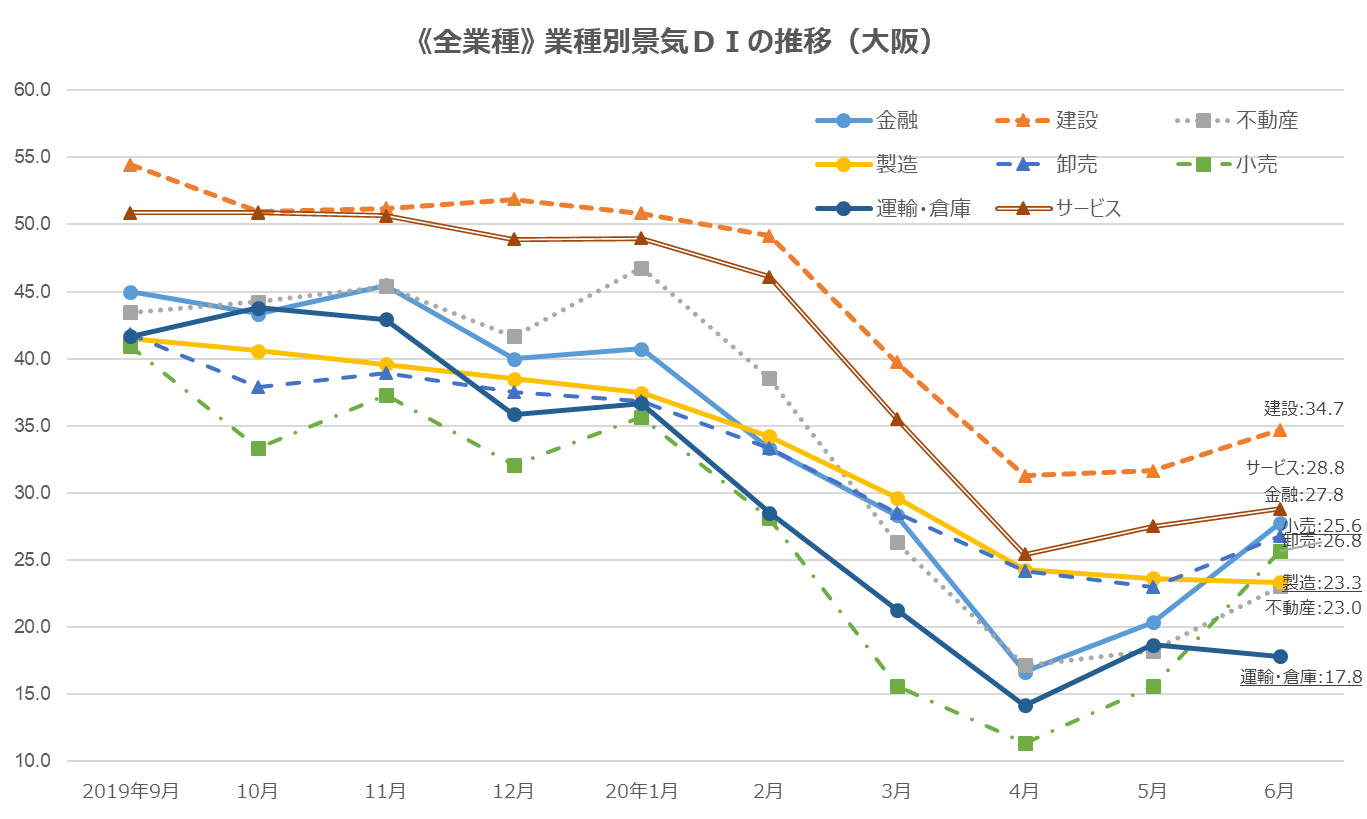 《全業種》 業種別景気ＤＩの推移（大阪）
60.0
55.0
50.0
45.0
40.0
35.0
30.0
25.0
20.0
15.0
10.0
金融 建設 不動産
製造 卸売 小売
運輸・倉庫 サービス
建設:34.7
サービス:28.8
金融:27.8
小売:25.6
卸売:26.8
製造:23.3
不動産:23.0
運輸・倉庫:17.8
2019年9月 10月 11月 12月 20年1月 2月 3月 4月 5月 6月